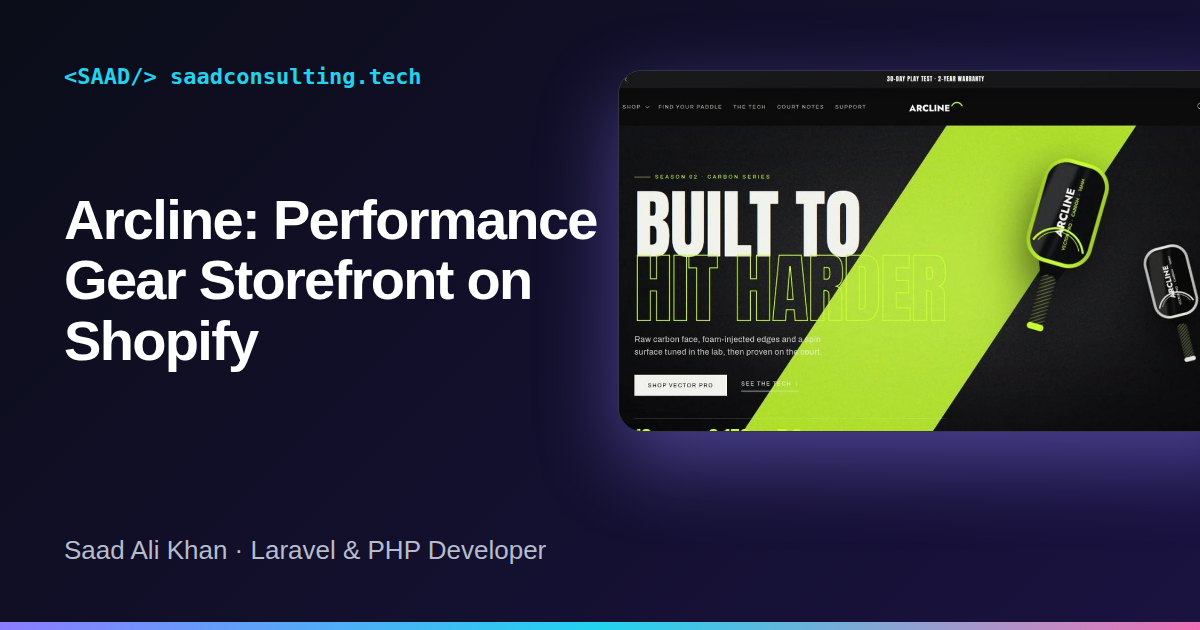 <SAAD/> saadconsulting.tech
Arcline: Performance
Gear Storefront on
Shopify
Saad Ali Khan · Laravel & PHP Developer
30-DAY PLAY TEST · 2-YEAR WARRANTY
SHOP FIND YOUR PADDLE THE TECH COURT NOTES SUPPORT
ARCLINE
SEASON 02 · CARBON SERIES
BUILT TO
HIT HARDER
Raw carbon face, foam-injected edges and a spin
surface tuned in the lab, then proven on the court.
SHOP VECTOR PRO SEE THE TECH
ARCLINE
ARCLINE